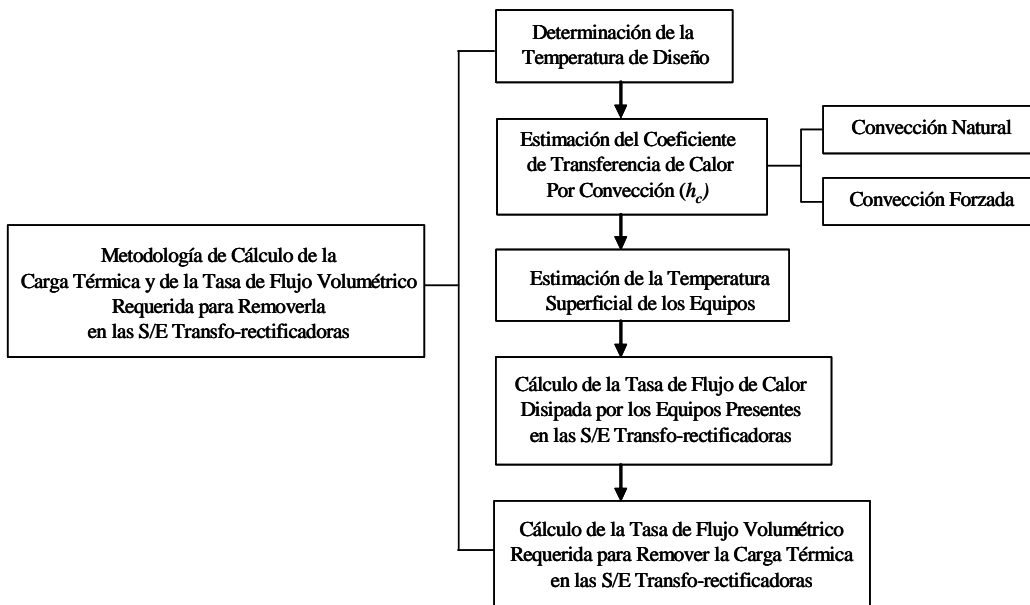 Determinación de la
Temperatura de Diseño
Estimación del Coeficiente
de Transferencia de Calor
Por Convección (h_c)
Convección Natural
Convección Forzada
Metodología de Cálculo de la
Carga Térmica y de la Tasa de Flujo Volumétrico
Requerida para Removerla
en las S/E Transfo-rectificadoras
Estimación de la Temperatura
Superficial de los Equipos
Cálculo de la Tasa de Flujo de Calor
Disipada por los Equipos Presentes
en las S/E Transfo-rectificadoras
Cálculo de la Tasa de Flujo Volumétrico
Requerida para Remover la Carga Térmica
en las S/E Transfo-rectificadoras